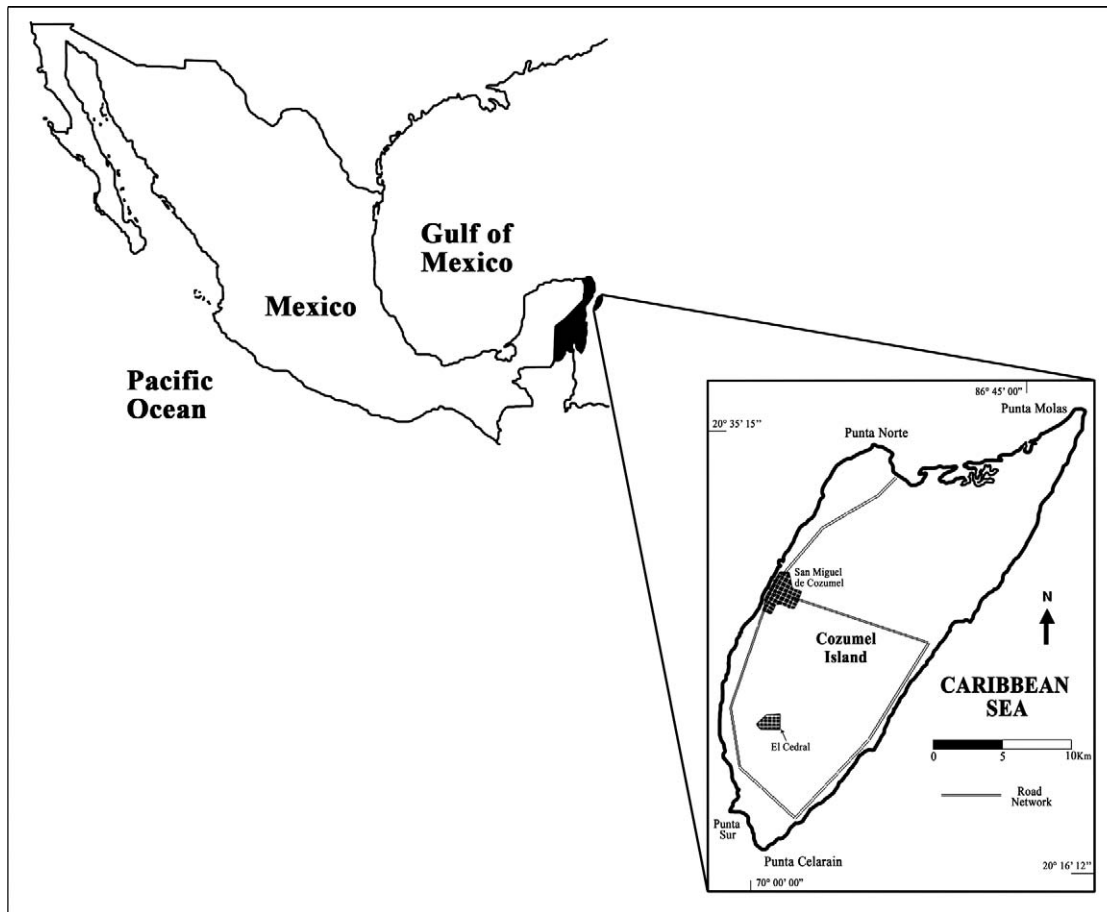 Gulf of
Mexico
Mexico
Pacific
Ocean
86° 45' 00"
Punta Molas
20° 35' 15"
Punta Norte
San Miguel
de Cozumel
N
Cozumel
Island
CARIBBEAN
SEA
0 5 10Km
El Cedral
Road
Network
Punta
Sur
Punta Celarain
20° 16' 12"
70° 00' 00"